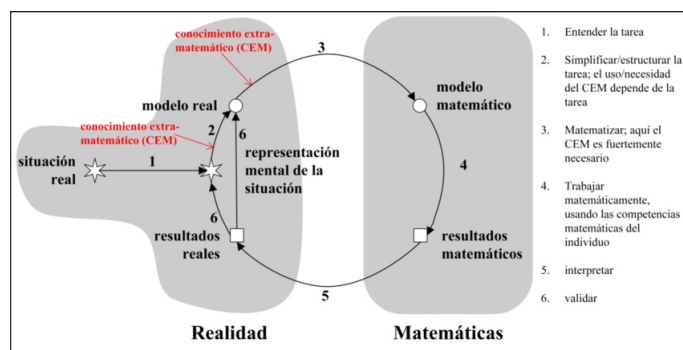 conocimiento extra-
matemático (CEM)
3
modelo real
modelo
matemático
conocimiento extra-
matemático (CEM)
2
6
situación
real
1
representación
mental de la
situación
4
6
resultados
reales
resultados
matemáticos
5
Realidad
Matemáticas
1. Entender la tarea
2. Simplificar/estructurar la
tarea; el uso/necesidad
del CEM depende de la
tarea
3. Matematizar; aquí el
CEM es fuertemente
necesario
4. Trabajar
matemáticamente,
usando las competencias
matemáticas del
individuo
5. interpretar
6. validar